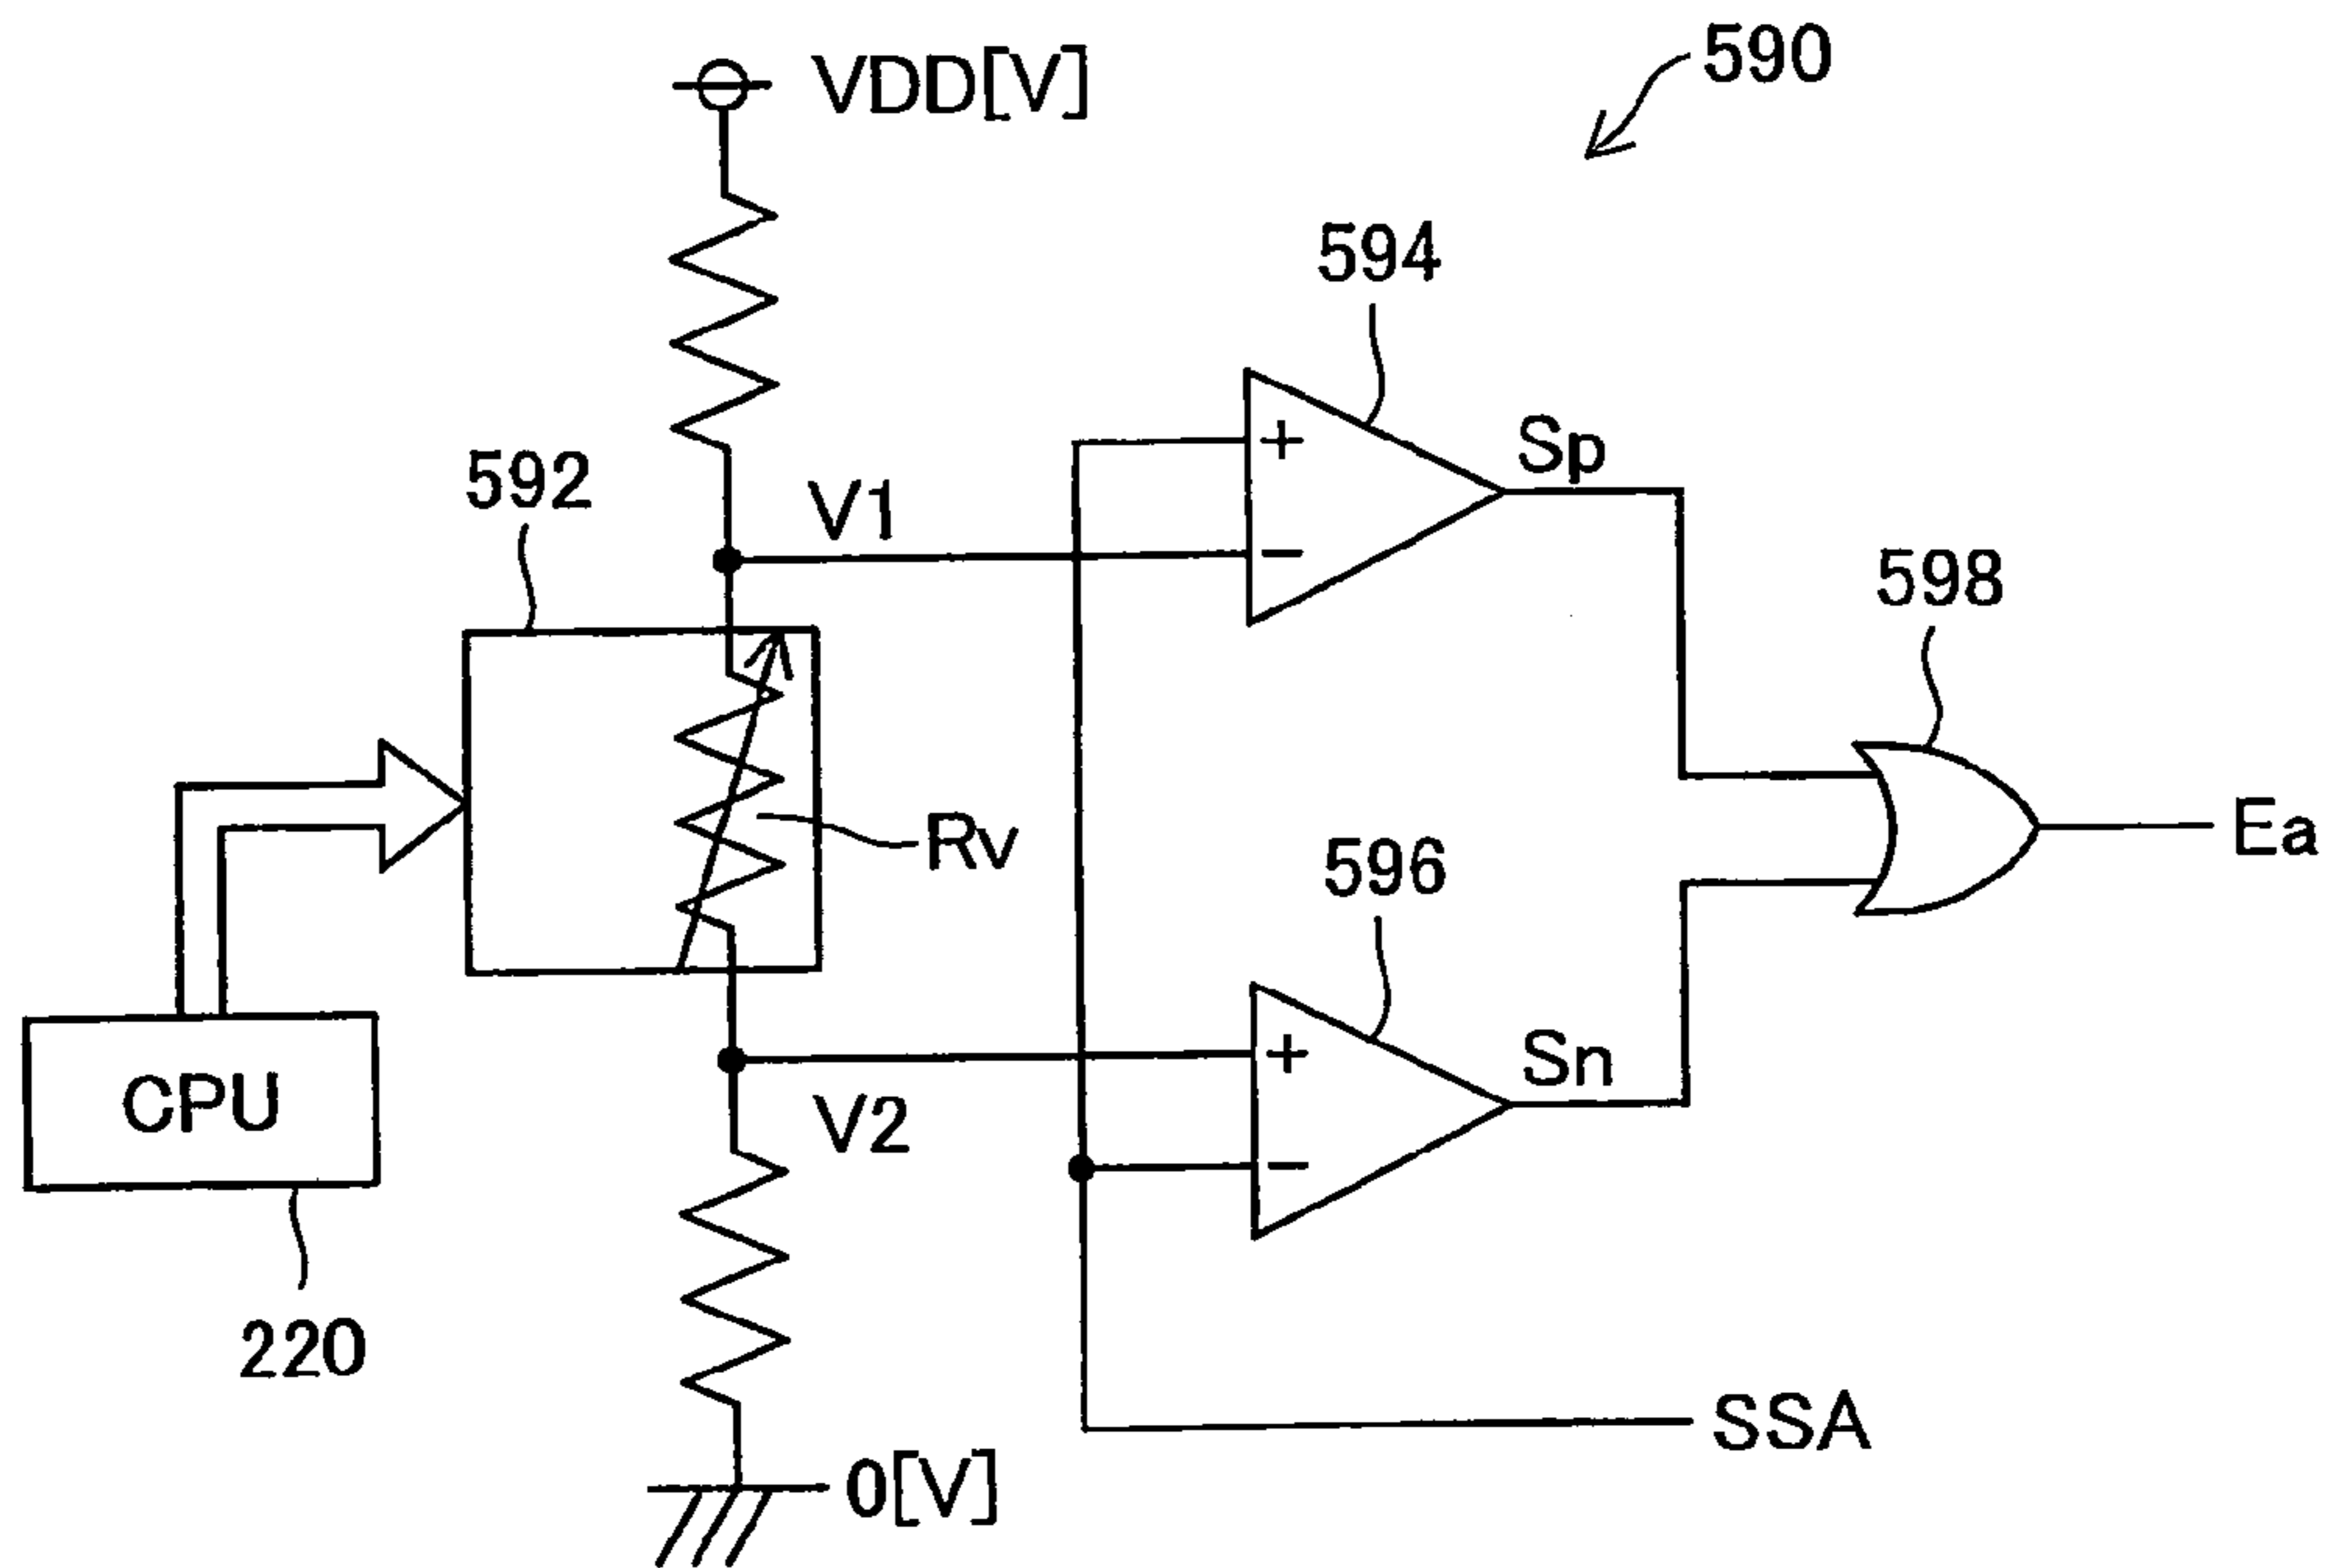 590
VDD[V]
594
Sp
592
V1
+
−
598
Rv
Ea
596
Sn
+
−
CPU
V2
220
SSA
0[V]